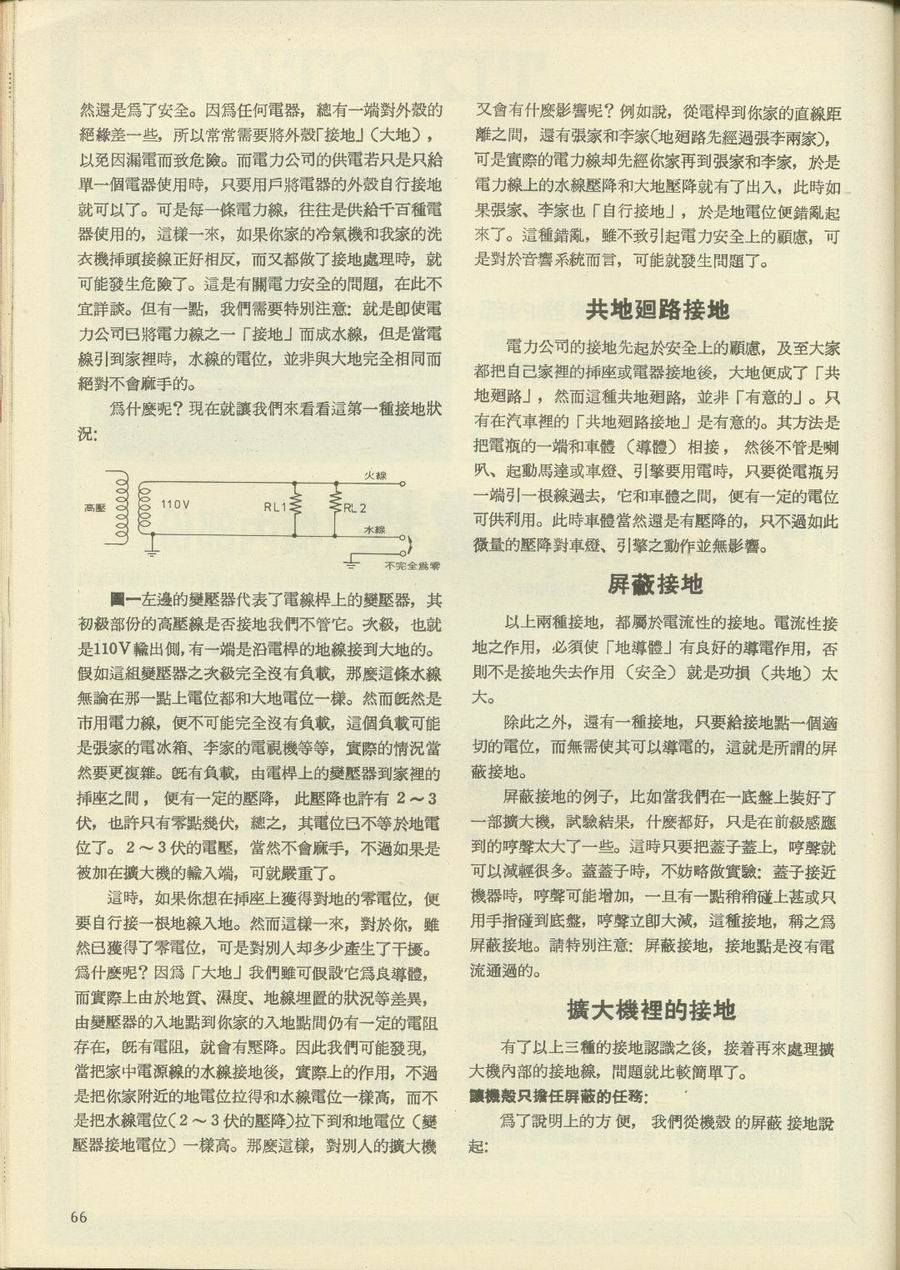 然還是爲了安全。因爲任何電器，總有一端對外殼的
絕緣差一些，所以常常需要將外殼「接地」（大地），
以免因漏電而致危險。而電力公司的供電若只是只給
單一個電器使用時，只要用戶將電器的外殼自行接地
就可以了。可是每一條電力線，往往是供給千百種電
器使用的，這樣一來，如果你家的冷氣機和我家的洗
衣機挿頭接線正好相反，而又都做了接地處理時，就
可能發生危險了。這是有關電力安全的問題，在此不
宜詳談。但有一點，我們需要特別注意：就是卽使電
力公司已將電力線之一「接地」而成水線，但是當電
線引到家裡時，水線的電位，並非與大地完全相同而
絕對不會麻手的。
爲什麼呢？現在就讓我們來看看這第一種接地狀
況：
高壓
110V
RL1
RL2
火線
水線
不完全爲零
圖一左邊的變壓器代表了電線桿上的變壓器，其
初級部份的高壓線是否接地我們不管它。次級，也就
是110V輸出側，有一端是沿電桿的地線接到大地的。
假如這組變壓器之次級完全沒有負載，那麼這條水線
無論在那一點上電位都和大地電位一樣。然而旣然是
市用電力線，便不可能完全沒有負載，這個負載可能
是張家的電冰箱、李家的電視機等等，實際的情況當
然要更複雜。旣有負載，由電桿上的變壓器到家裡的
挿座之間，便有一定的壓降，此壓降也許有 2～3
伏，也許只有零點幾伏，總之，其電位已不等於地電
位了。2～3伏的電壓，當然不會麻手，不過如果是
被加在擴大機的輸入端，可就嚴重了。
這時，如果你想在挿座上獲得對地的零電位，便
要自行接一根地線入地。然而這樣一來，對於你，雖
然已獲得了零電位，可是對別人却多少產生了干擾。
爲什麼呢？因爲「大地」我們雖可假設它爲良導體，
而實際上由於地質、濕度、地線埋置的狀況等差異，
由變壓器的入地點到你家的入地點間仍有一定的電阻
存在，旣有電阻，就會有壓降。因此我們可能發現，
當把家中電源線的水線接地後，實際上的作用，不過
是把你家附近的地電位拉得和水線電位一樣高，而不
是把水線電位（2～3伏的壓降）拉下到和地電位（變
壓器接地電位）一樣高。那麼這樣，對別人的擴大機
又會有什麼影響呢？例如說，從電桿到你家的直線距
離之間，還有張家和李家（地廻路先經過張李兩家），
可是實際的電力線却先經你家再到張家和李家，於是
電力線上的水線壓降和大地壓降就有了出入，此時如
果張家、李家也「自行接地」，於是地電位便錯亂起
來了。這種錯亂，雖不致引起電力安全上的顧慮，可
是對於音響系統而言，可能就發生問題了。
共地廻路接地
電力公司的接地先起於安全上的顧慮，及至大家
都把自己家裡的挿座或電器接地後，大地便成了「共
地廻路」，然而這種共地廻路，並非「有意的」。只
有在汽車裡的「共地廻路接地」是有意的。其方法是
把電瓶的一端和車體（導體）相接，然後不管是喇
叭、起動馬達或車燈、引擎要用電時，只要從電瓶另
一端引一根線過去，它和車體之間，便有一定的電位
可供利用。此時車體當然還是有壓降的，只不過如此
微量的壓降對車燈、引擎之動作並無影響。
屏蔽接地
以上兩種接地，都屬於電流性的接地。電流性接
地之作用，必須使「地導體」有良好的導電作用，否
則不是接地失去作用（安全）就是功損（共地）太
大。
除此之外，還有一種接地，只要給接地點一個適
切的電位，而無需使其可以導電的，這就是所謂的屏
蔽接地。
屏蔽接地的例子，比如當我們在一底盤上裝好了
一部擴大機，試驗結果，什麼都好，只是在前級感應
到的哼聲太大了一些。這時只要把蓋子蓋上，哼聲就
可以減輕很多。蓋蓋子時，不妨略做實驗：蓋子接近
機器時，哼聲可能增加，一旦有一點稍稍碰上甚或只
用手指碰到底盤，哼聲立卽大減，這種接地，稱之爲
屏蔽接地。請特別注意：屏蔽接地，接地點是沒有電
流通過的。
擴大機裡的接地
有了以上三種的接地認識之後，接着再來處理擴
大機內部的接地線，問題就比較簡單了。
讓機殼只擔任屏蔽的任務：
爲了說明上的方便，我們從機殼的屏蔽接地說
起：
66